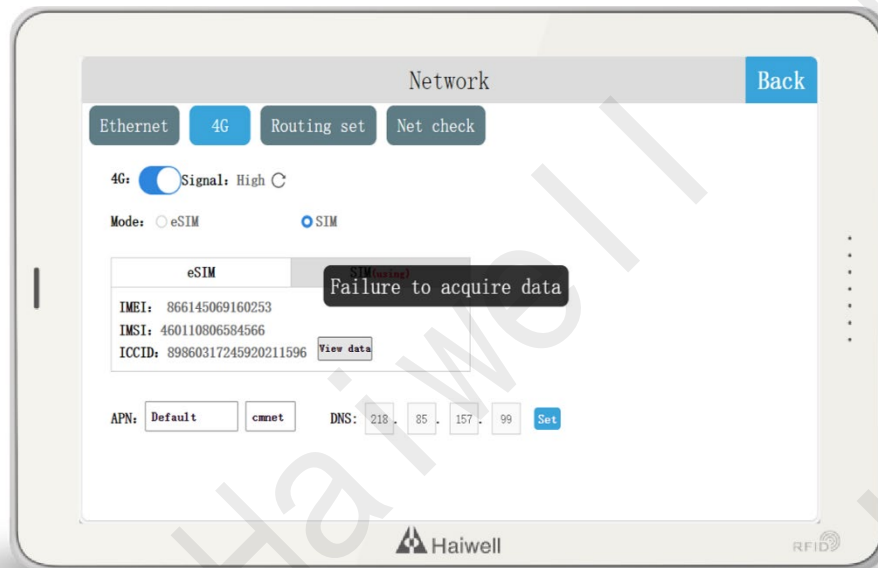 Network
Back
Ethernet
4G
Routing set
Net check
4G:
Signal: High
Mode:
eSIM
SIM
eSIM
SIM(using)
Failure to acquire data
IMEI: 866145069160253
IMSI: 460110806584566
ICCID: 89860317245920211596
View data
APN: Default
cmnet
DNS: 218 . 85 . 157 . 99
Set
Haiwell
RFID
Haiwell